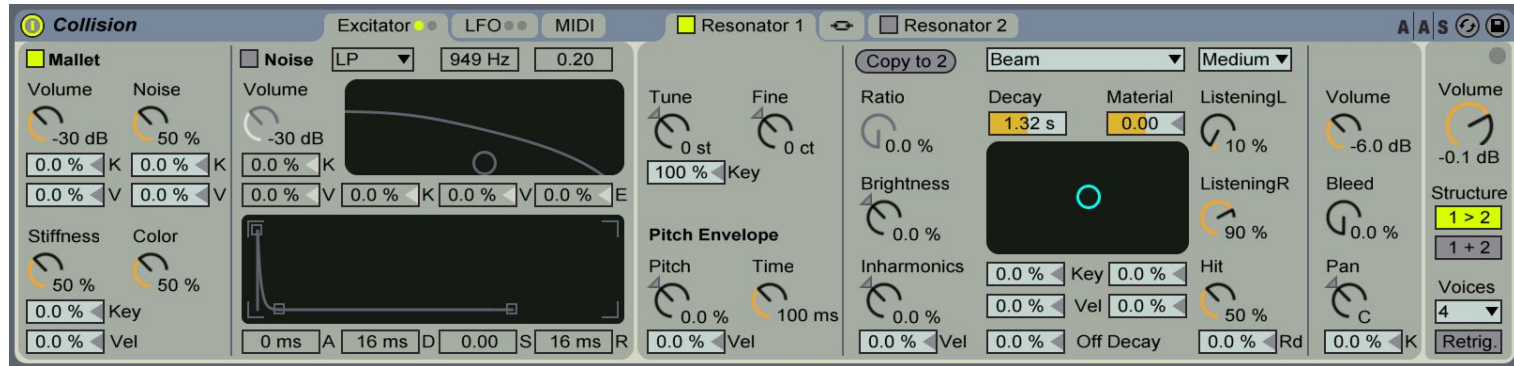 Collision
Excitator LFO MIDI
Resonator 1
Resonator 2
A A S
Mallet
Volume Noise
-30 dB 50 %
0.0 % K 0.0 % K
0.0 % V 0.0 % V
Stiffness Color
50 % 50 %
0.0 % Key
0.0 % Vel
Noise LP 949 Hz 0.20
Volume
-30 dB
0.0 % K
0.0 % V 0.0 % K 0.0 % V 0.0 % E
0 ms A 16 ms D 0.00 S 16 ms R
Tune Fine
0 st 0 ct
100 % Key
Pitch Envelope
Pitch Time
0.0 % 100 ms
0.0 % Vel
Copy to 2 Beam Medium
Ratio Decay Material ListeningL
0.0 % 1.32 s 0.00 10 %
Brightness ListeningR
0.0 % 90 %
Inharmonics 0.0 % Key 0.0 % Hit
0.0 % 0.0 % Vel 0.0 % 50 %
0.0 % Vel 0.0 % Off Decay 0.0 % Rd
Volume
-6.0 dB
Bleed
0.0 %
Pan
C
0.0 % K
Volume
-0.1 dB
Structure
1 > 2
1 + 2
Voices
4
Retrig.